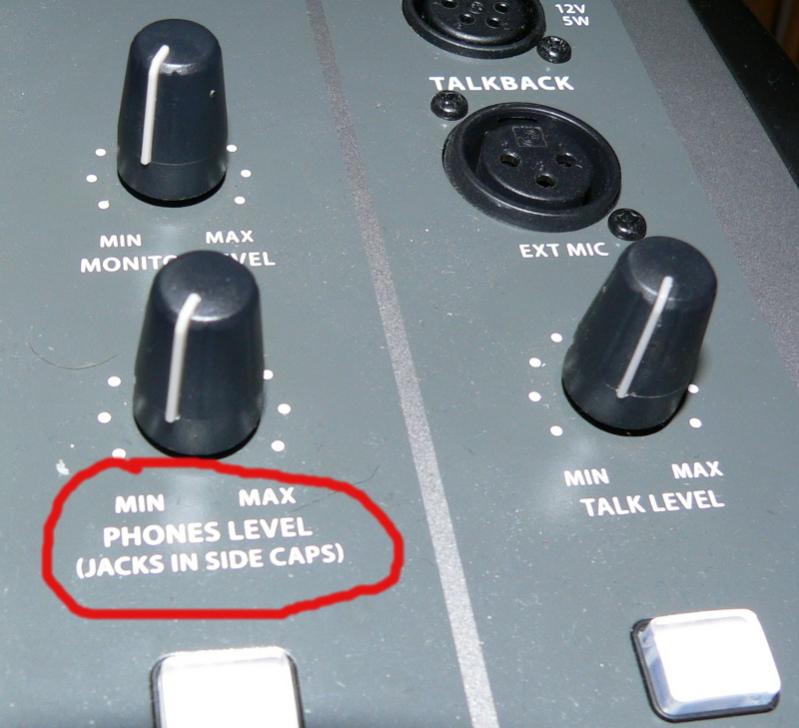 12V
5W
TALKBACK
MIN MAX
EXT MIC
MIN MAX
PHONES LEVEL
(JACKS IN SIDE CAPS)
MIN MAX
TALK LEVEL